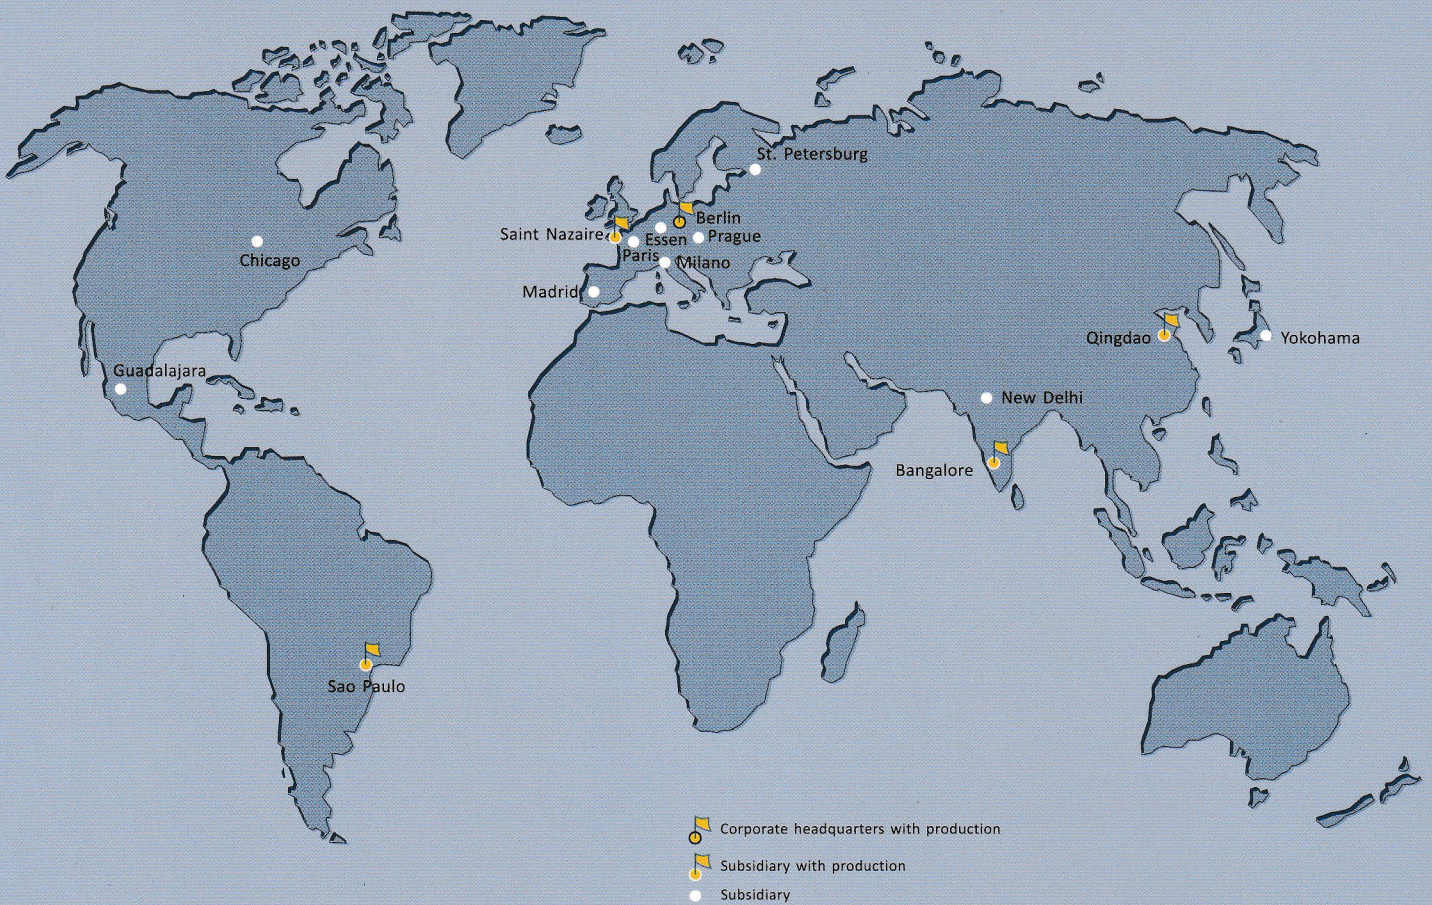 St. Petersburg
Berlin
Saint Nazaire
Essen
Prague
Chicago
Paris
Milano
Madrid
Qingdao
Yokohama
Guadalajara
New Delhi
Bangalore
Sao Paulo
Corporate headquarters with production
Subsidiary with production
Subsidiary